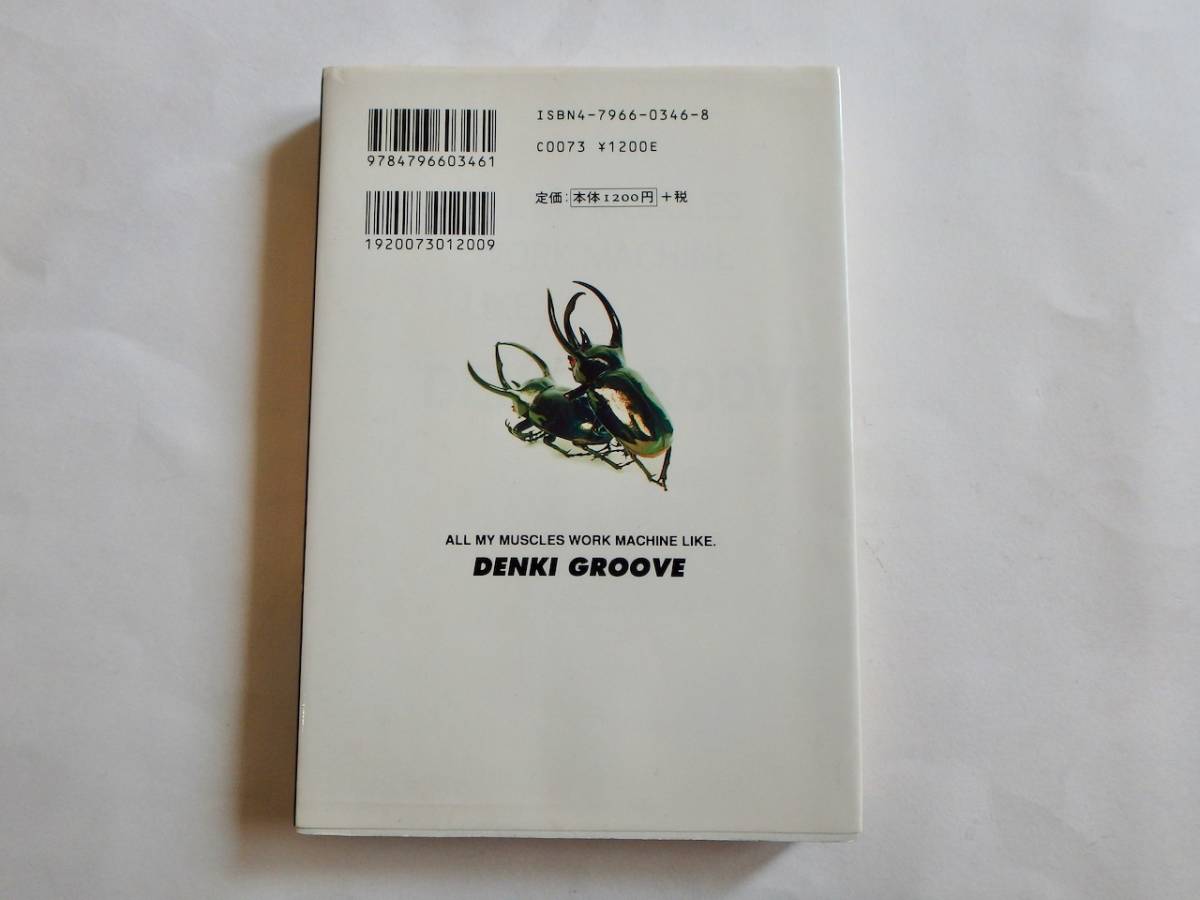 9784796603461
1920073012009
ISBN4-7966-0346-8
C0073 ¥1200E
定価：本体1200円+税
ALL MY MUSCLES WORK MACHINE LIKE.
DENKI GROOVE